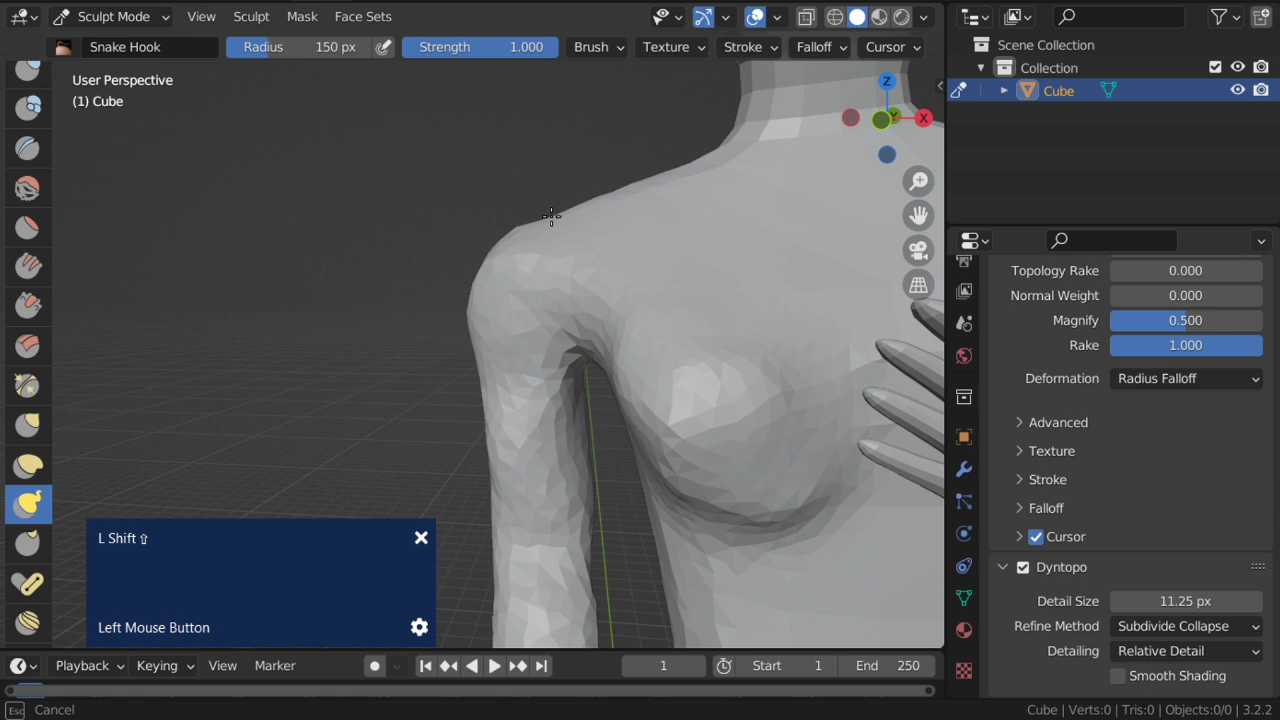 Sculpt Mode View Sculpt Mask Face Sets
Snake Hook Radius 150 px Strength 1.000 Brush Texture Stroke Falloff Cursor
User Perspective
(1) Cube
Z
Y
X
L Shift ⇧
Left Mouse Button
Scene Collection
Collection
Cube
Topology Rake 0.000
Normal Weight 0.000
Magnify 0.500
Rake 1.000
Deformation Radius Falloff
Advanced
Texture
Stroke
Falloff
Cursor
Dyntopo
Detail Size 11.25 px
Refine Method Subdivide Collapse
Detailing Relative Detail
Smooth Shading
Playback Keying View Marker 1 Start 1 End 250
Esc Cancel Cube | Verts:0 | Tris:0 | Objects:0/0 | 3.2.2